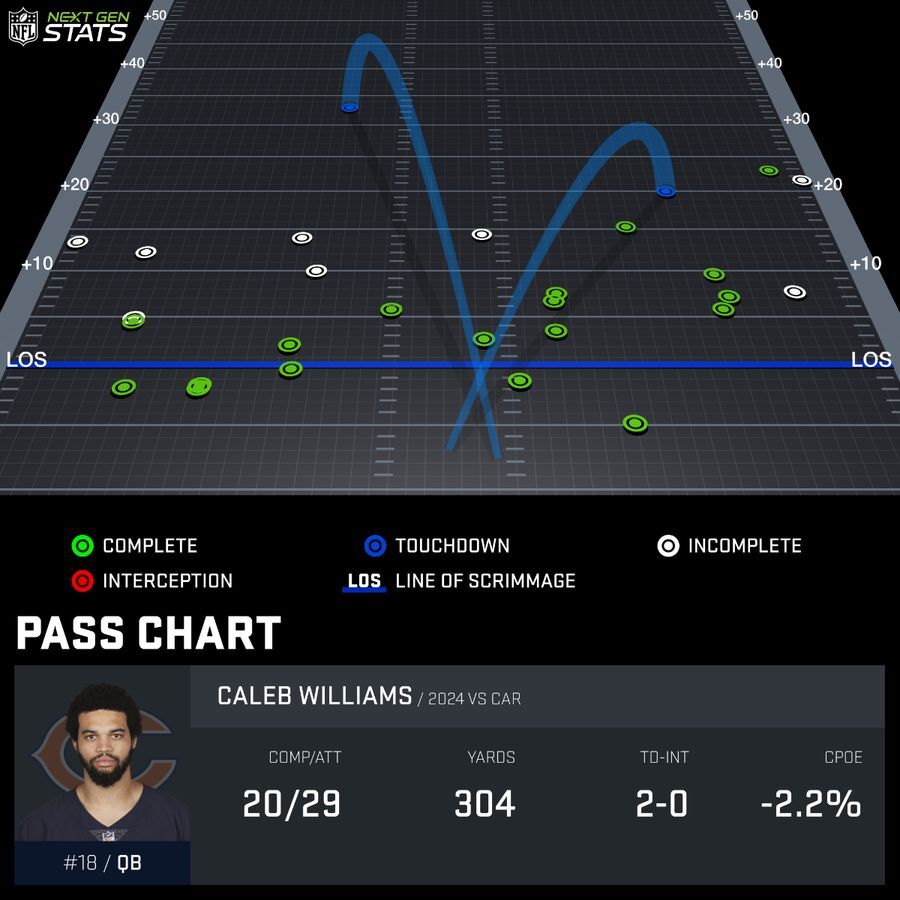 NFL
NEXT GEN
STATS
+50 +50
+40 +40
+30 +30
+20 +20
+10 +10
LOS LOS
COMPLETE TOUCHDOWN INCOMPLETE
INTERCEPTION LOS LINE OF SCRIMMAGE
PASS CHART
CALEB WILLIAMS / 2024 VS CAR
COMP/ATT YARDS TD-INT CPOE
20/29 304 2-0 -2.2%
#18 / QB